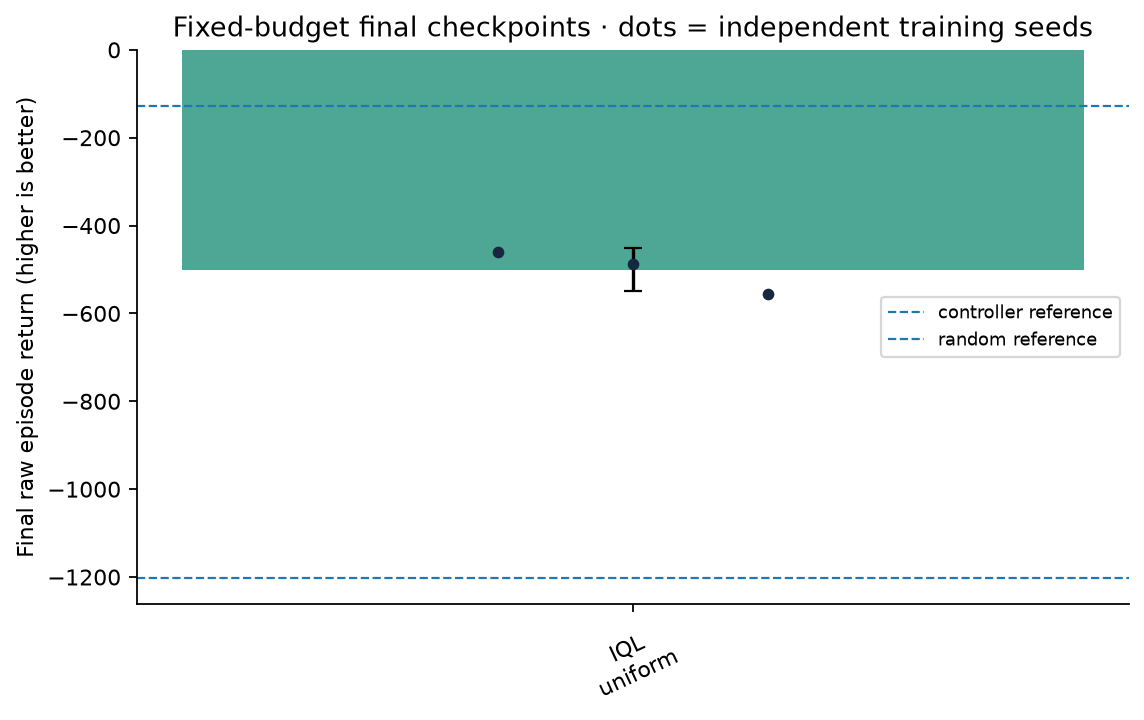 Fixed-budget final checkpoints · dots = independent training seeds
Final raw episode return (higher is better)
0
−200
−400
−600
−800
−1000
−1200
controller reference
random reference
IQL
uniform